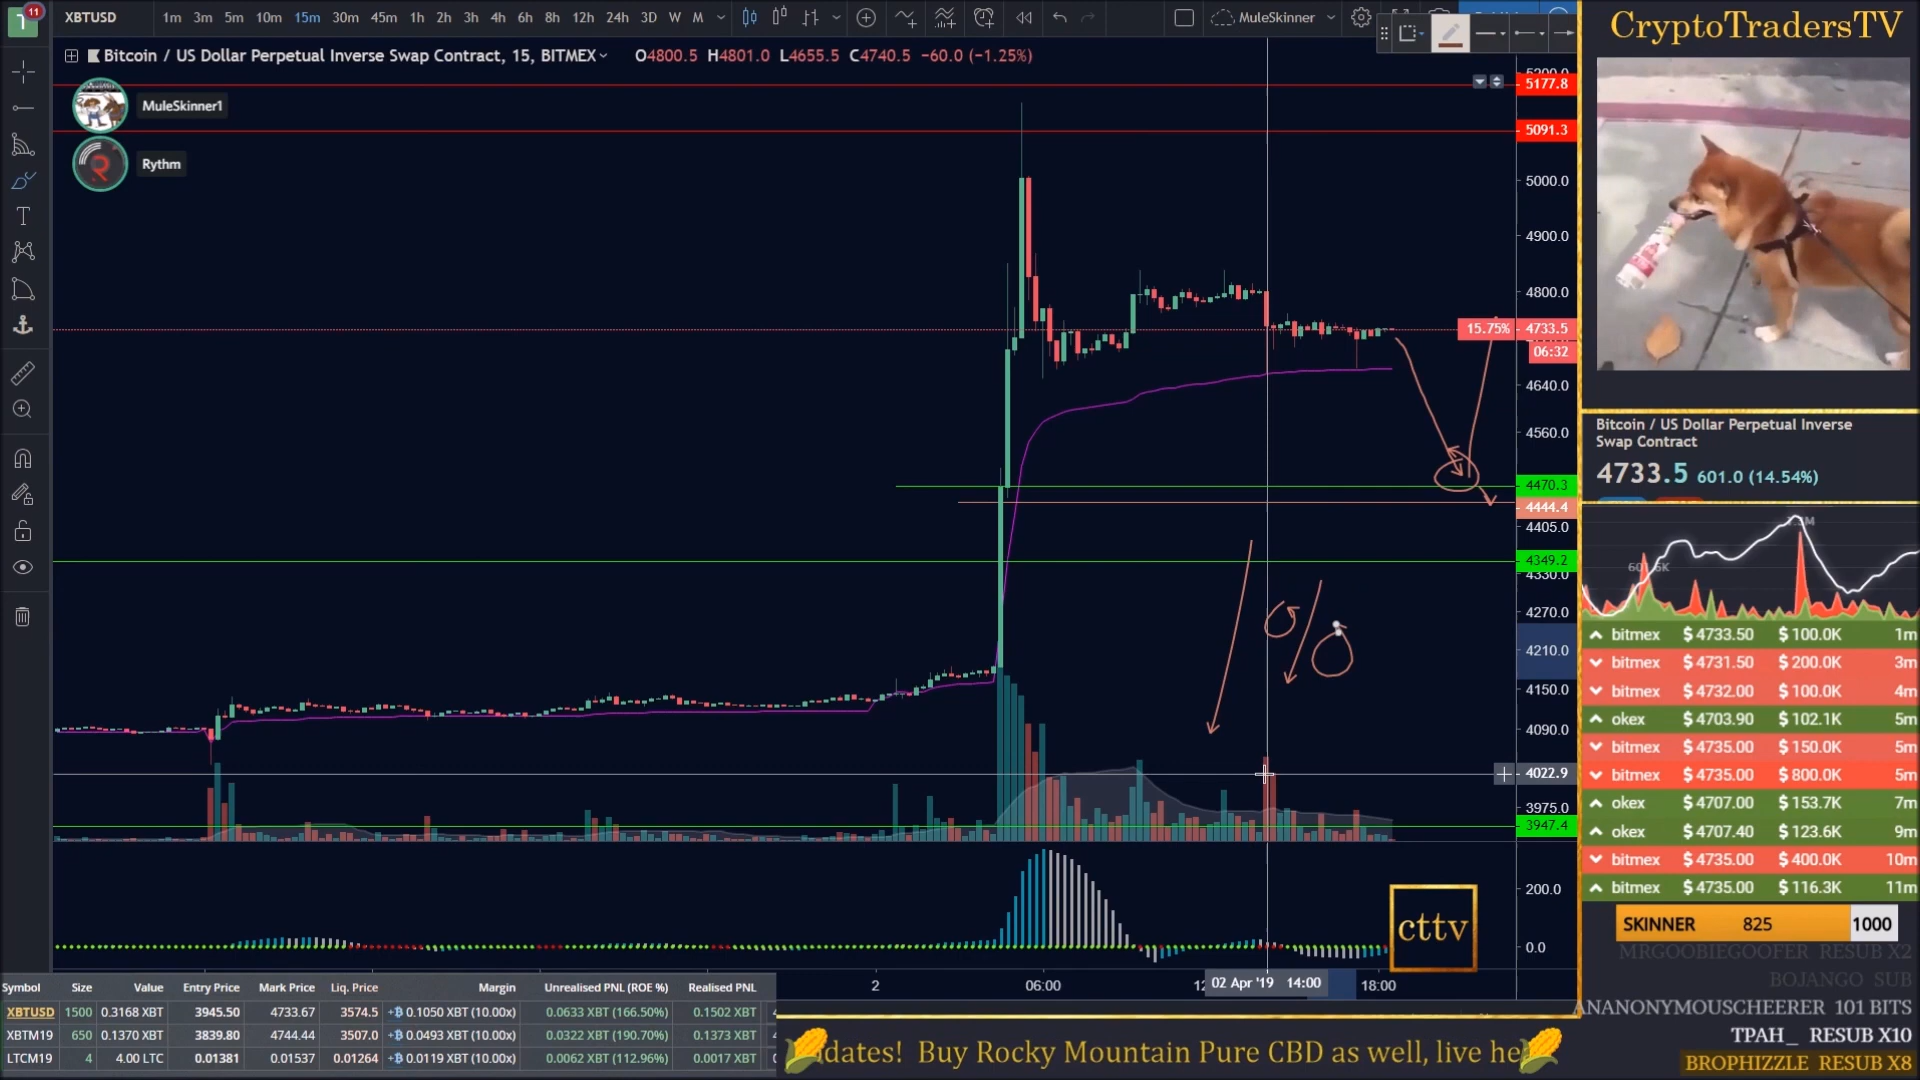 11
XBTUSD 1m 3m 5m 10m 15m 30m 45m 1h 2h 3h 4h 6h 8h 12h 24h 3D W M MuleSkinner
Bitcoin / US Dollar Perpetual Inverse Swap Contract, 15, BITMEX O4800.5 H4801.0 L4655.5 C4740.5 -60.0 (-1.25%)
MuleSkinner1
Rythm
5200.0
5177.8
5091.3
5000.0
4900.0
4800.0
15.75% 4733.5
06:32
4640.0
4560.0
4470.3
4444.4
4405.0
4349.2
4330.0
4270.0
4210.0
4150.0
4090.0
4022.9
3975.0
3947.4
200.0
0.0
cttv
2 06:00 02 Apr '19 14:00 18:00
Symbol Size Value Entry Price Mark Price Liq. Price Margin Unrealised PNL (ROE %) Realised PNL
XBTUSD 1500 0.3168 XBT 3945.50 4733.67 3574.5 0.1050 XBT (10.00x) 0.0633 XBT (166.50%) 0.1502 XBT
XBTM19 650 0.1370 XBT 3839.80 4744.44 3507.0 0.0493 XBT (10.00x) 0.0322 XBT (190.70%) 0.1373 XBT
LTCM19 4 4.00 LTC 0.01381 0.01537 0.01264 0.0119 XBT (10.00x) 0.0062 XBT (112.96%) 0.0017 XBT
dates! Buy Rocky Mountain Pure CBD as well, live he
CryptoTradersTV
Bitcoin / US Dollar Perpetual Inverse
Swap Contract
4733.5 601.0 (14.54%)
bitmex $4733.50 $100.0K 1m
bitmex $4731.50 $200.0K 3m
bitmex $4732.00 $100.0K 4m
okex $4703.90 $102.1K 5m
bitmex $4735.00 $150.0K 5m
bitmex $4735.00 $800.0K 5m
okex $4707.00 $153.7K 7m
okex $4707.40 $123.6K 9m
bitmex $4735.00 $400.0K 10m
bitmex $4735.00 $116.3K 11m
SKINNER 825 1000
MRGOOBIEGOOFER RESUB X2
BOJANGO SUB
ANANONYMOUSCHEERER 101 BITS
TPAH_ RESUB X10
BROPHIZZLE RESUB X8